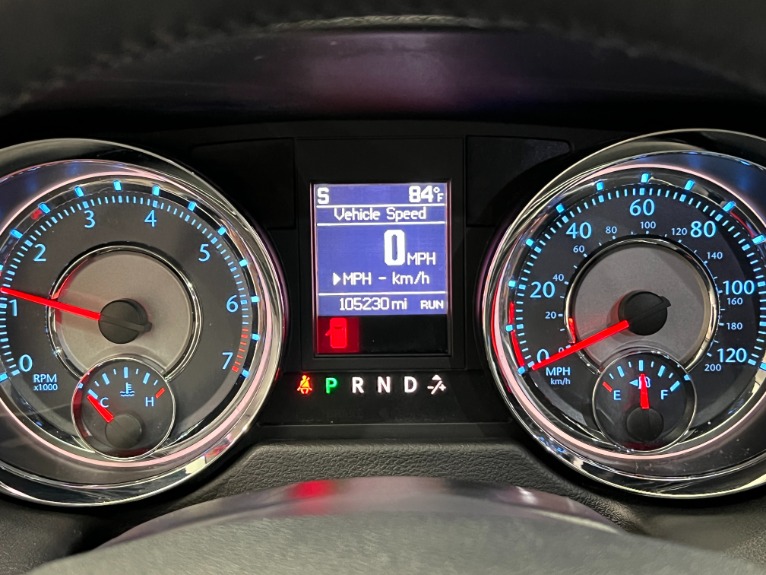 S 84°F
Vehicle Speed
0 MPH
▶MPH - km/h
105230 mi RUN
P R N D
0 1 2 3 4 5 6 7
RPM
x1000
C H
0 20 40 60 80 100 120
20 60 80 100 120 140 160 180 200
MPH
km/h
E F